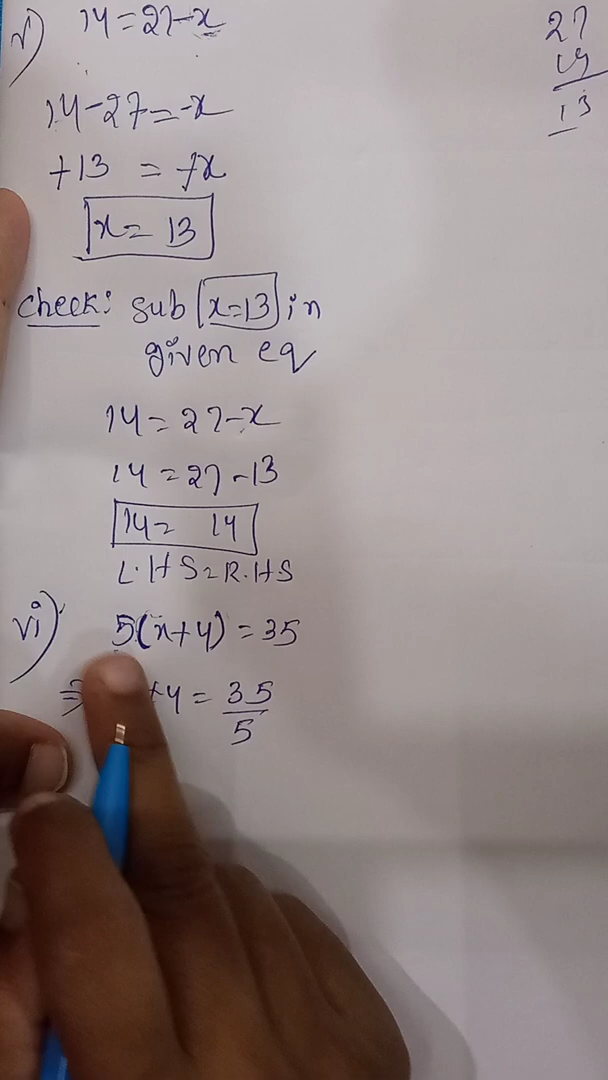 v) 14 = 27 - x
27
14
13
14 - 27 = -x
+13 = +x
x = 13
check: sub x=13 in
given eq
14 = 27 - x
14 = 27 - 13
14 = 14
L.H S = R.H S
vi) 5(x+4) = 35
⇒ +4 = 35/5